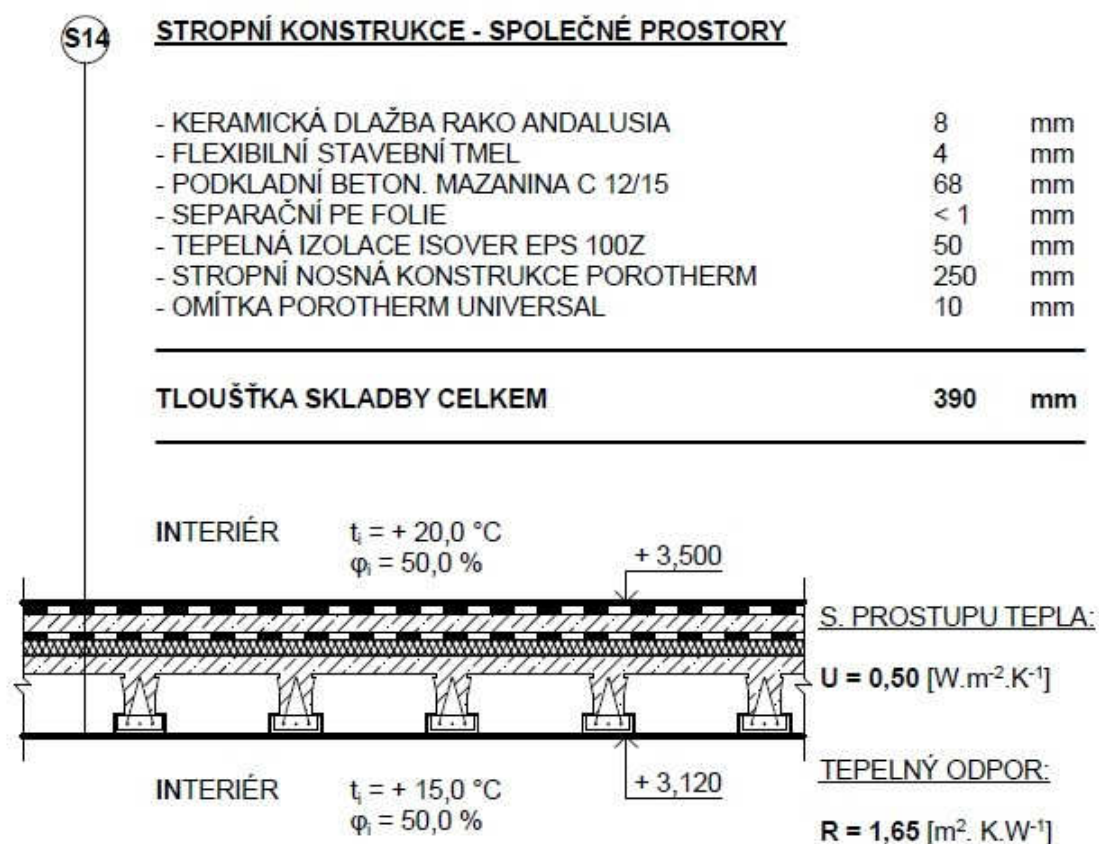 S14 STROPNÍ KONSTRUKCE - SPOLEČNÉ PROSTORY
- KERAMICKÁ DLAŽBA RAKO ANDALUSIA 8 mm
- FLEXIBILNÍ STAVEBNÍ TMEL 4 mm
- PODKLADNÍ BETON. MAZANINA C 12/15 68 mm
- SEPARAČNÍ PE FOLIE < 1 mm
- TEPELNÁ IZOLACE ISOVER EPS 100Z 50 mm
- STROPNÍ NOSNÁ KONSTRUKCE POROTHERM 250 mm
- OMÍTKA POROTHERM UNIVERSAL 10 mm
TLOUŠŤKA SKLADBY CELKEM 390 mm
INTERIÉR tᵢ = + 20,0 °C
φᵢ = 50,0 %
+ 3,500
S. PROSTUPU TEPLA:
U = 0,50 [W.m⁻².K⁻¹]
TEPELNÝ ODPOR:
R = 1,65 [m². K.W⁻¹]
INTERIÉR tᵢ = + 15,0 °C
φᵢ = 50,0 %
+ 3,120